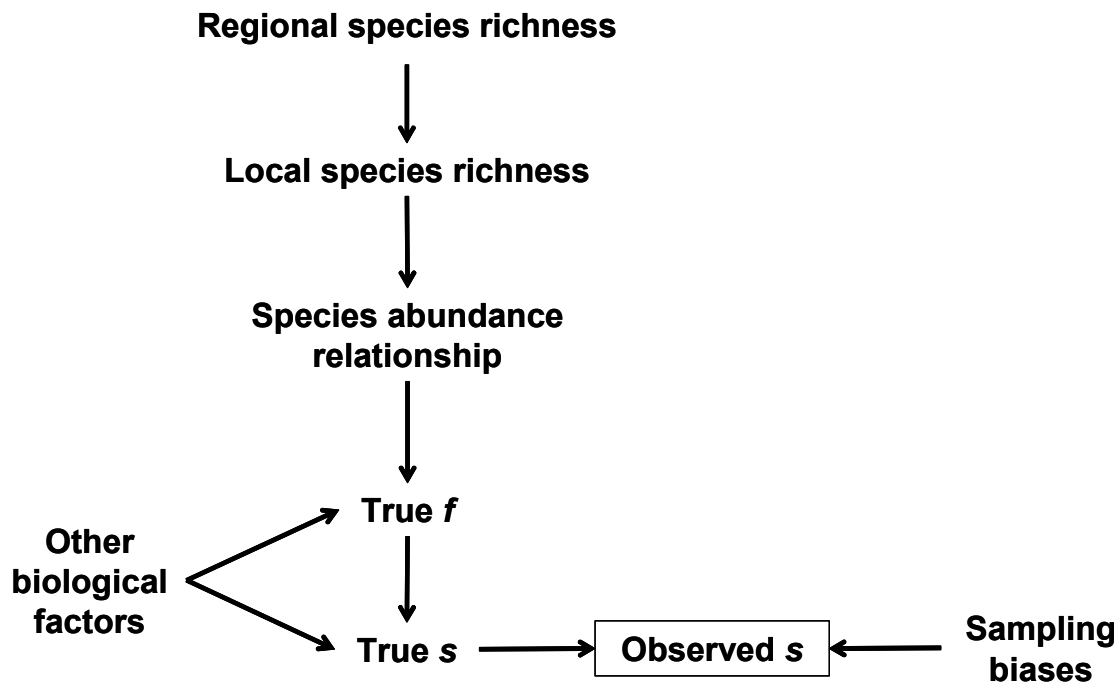 Regional species richness
Local species richness
Species abundance
relationship
True f
Other
biological
factors
True s
Observed s
Sampling
biases